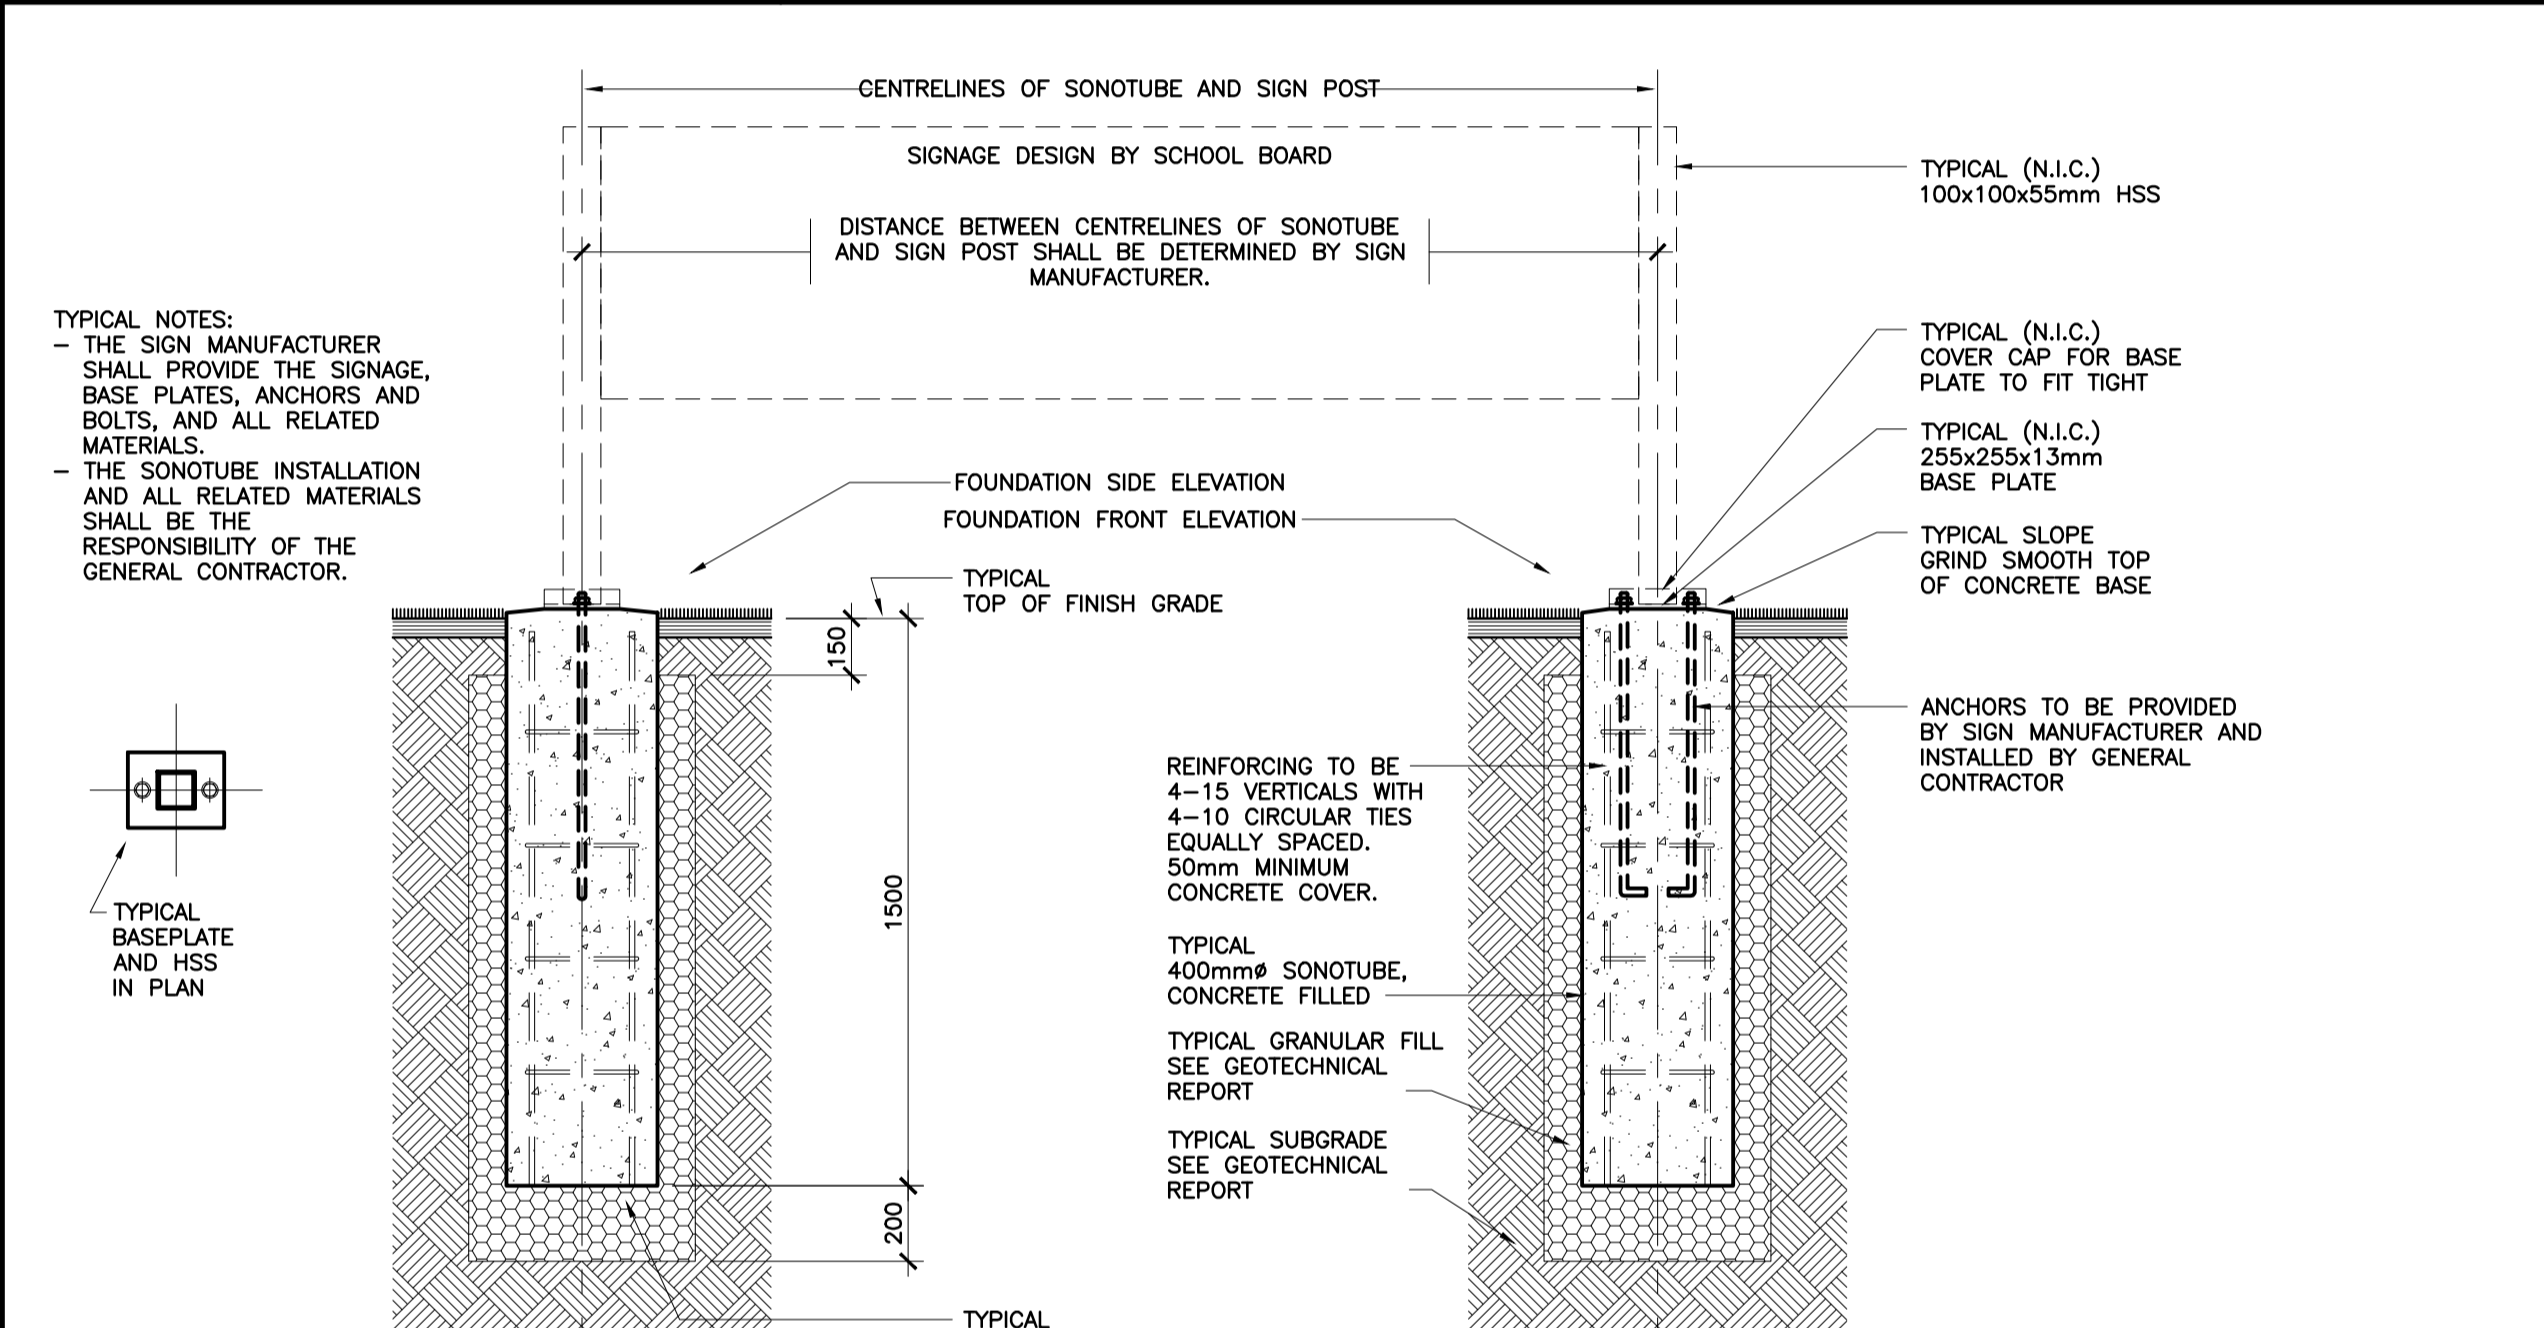 CENTRELINES OF SONOTUBE AND SIGN POST
SIGNAGE DESIGN BY SCHOOL BOARD
DISTANCE BETWEEN CENTRELINES OF SONOTUBE
AND SIGN POST SHALL BE DETERMINED BY SIGN
MANUFACTURER.
TYPICAL NOTES:
– THE SIGN MANUFACTURER
SHALL PROVIDE THE SIGNAGE,
BASE PLATES, ANCHORS AND
BOLTS, AND ALL RELATED
MATERIALS.
– THE SONOTUBE INSTALLATION
AND ALL RELATED MATERIALS
SHALL BE THE
RESPONSIBILITY OF THE
GENERAL CONTRACTOR.
TYPICAL
BASEPLATE
AND HSS
IN PLAN
FOUNDATION SIDE ELEVATION
FOUNDATION FRONT ELEVATION
TYPICAL
TOP OF FINISH GRADE
150
1500
200
TYPICAL
REINFORCING TO BE
4–15 VERTICALS WITH
4–10 CIRCULAR TIES
EQUALLY SPACED.
50mm MINIMUM
CONCRETE COVER.
TYPICAL
400mmø SONOTUBE,
CONCRETE FILLED
TYPICAL GRANULAR FILL
SEE GEOTECHNICAL
REPORT
TYPICAL SUBGRADE
SEE GEOTECHNICAL
REPORT
TYPICAL (N.I.C.)
100x100x55mm HSS
TYPICAL (N.I.C.)
COVER CAP FOR BASE
PLATE TO FIT TIGHT
TYPICAL (N.I.C.)
255x255x13mm
BASE PLATE
TYPICAL SLOPE
GRIND SMOOTH TOP
OF CONCRETE BASE
ANCHORS TO BE PROVIDED
BY SIGN MANUFACTURER AND
INSTALLED BY GENERAL
CONTRACTOR